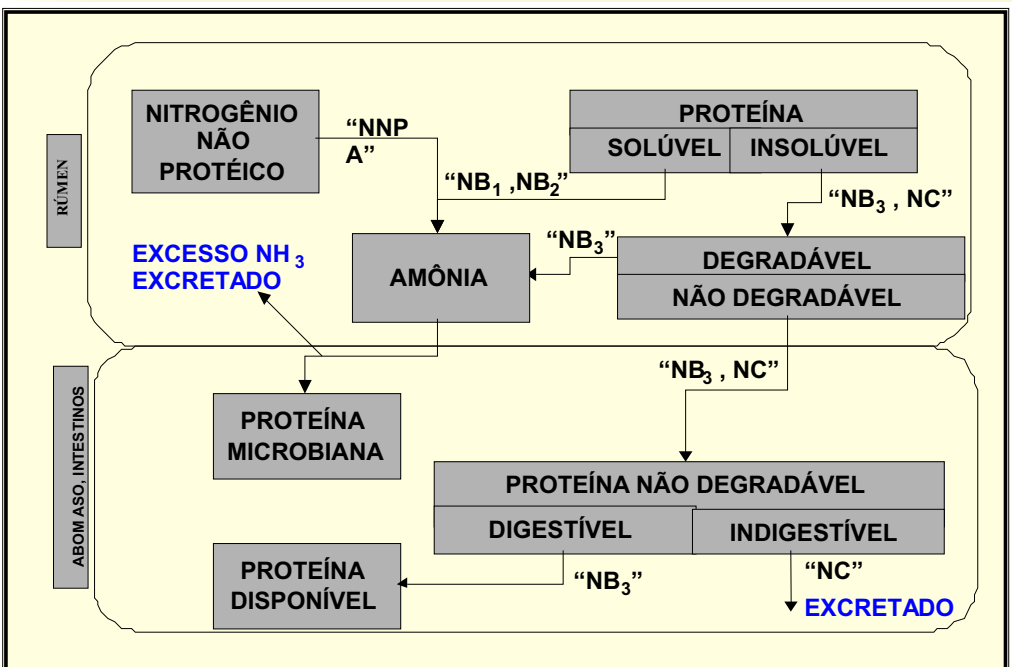 RÚMEN
NITROGÊNIO
NÃO
PROTÉICO
“NNP
A”
PROTEÍNA
SOLÚVEL
INSOLÚVEL
“NB1 ,NB2”
“NB3 , NC”
EXCESSO NH3
EXCRETADO
AMÔNIA
“NB3”
DEGRADÁVEL
NÃO DEGRADÁVEL
ABOM ASO, INTESTINOS
“NB3 , NC”
PROTEÍNA
MICROBIANA
PROTEÍNA NÃO DEGRADÁVEL
DIGESTÍVEL
INDIGESTÍVEL
PROTEÍNA
DISPONÍVEL
“NB3”
“NC”
EXCRETADO